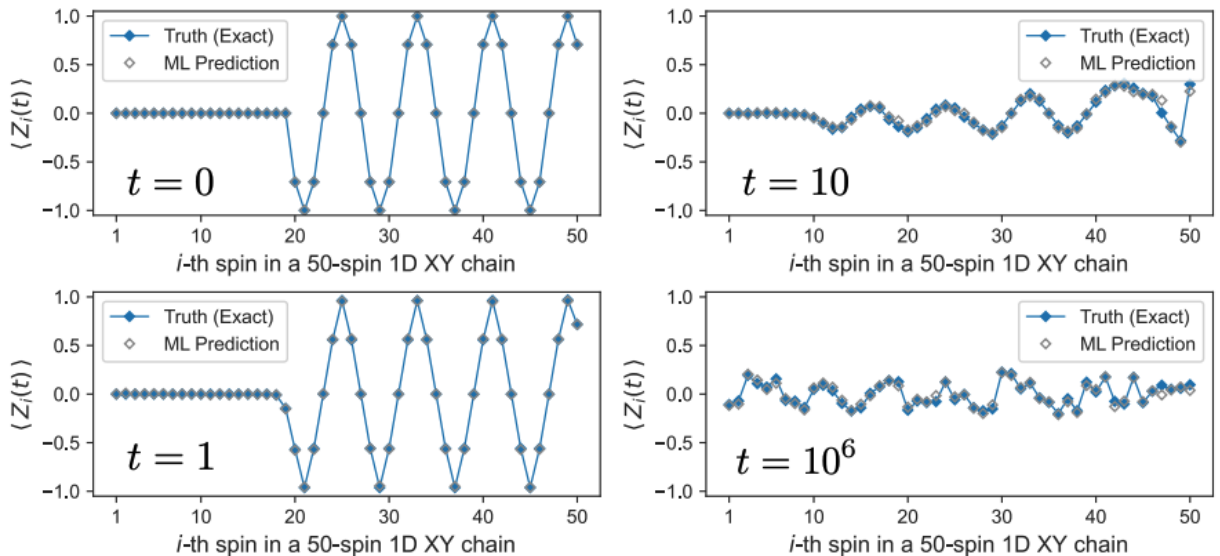 1.0
0.5
0.0
−0.5
−1.0
⟨ Z_i(t) ⟩
Truth (Exact)
ML Prediction
t = 0
1 10 20 30 40 50
i-th spin in a 50-spin 1D XY chain
1.0
0.5
0.0
−0.5
−1.0
⟨ Z_i(t) ⟩
Truth (Exact)
ML Prediction
t = 10
1 10 20 30 40 50
i-th spin in a 50-spin 1D XY chain
1.0
0.5
0.0
−0.5
−1.0
⟨ Z_i(t) ⟩
Truth (Exact)
ML Prediction
t = 1
1 10 20 30 40 50
i-th spin in a 50-spin 1D XY chain
1.0
0.5
0.0
−0.5
−1.0
⟨ Z_i(t) ⟩
Truth (Exact)
ML Prediction
t = 10⁶
1 10 20 30 40 50
i-th spin in a 50-spin 1D XY chain